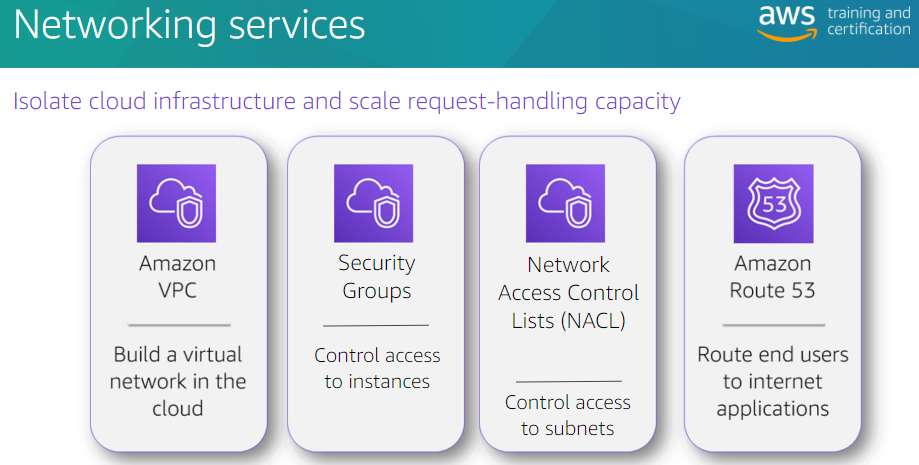 Networking services
aws training and
certification
Isolate cloud infrastructure and scale request-handling capacity
Amazon
VPC
Build a virtual
network in the
cloud
Security
Groups
Control access
to instances
Network
Access Control
Lists (NACL)
Control access
to subnets
53
Amazon
Route 53
Route end users
to internet
applications